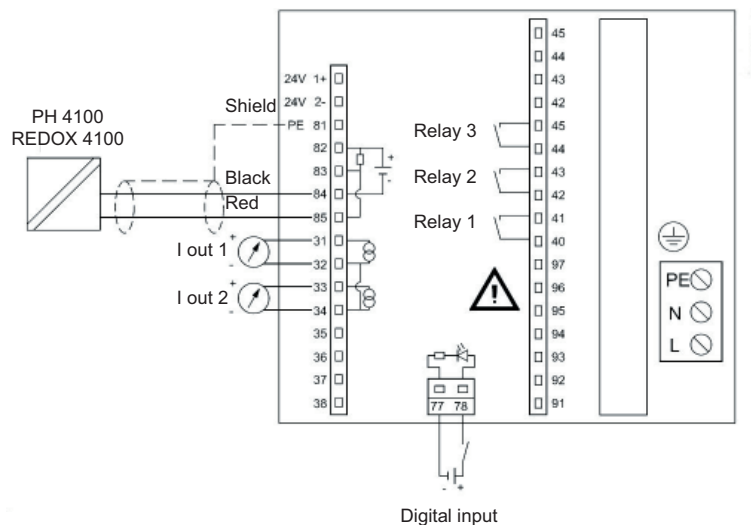 PH 4100
REDOX 4100
Shield
Black
Red
I out 1
+
-
I out 2
+
-
24V 1+
24V 2-
PE 81
82
83
84
85
31
32
33
34
35
36
37
38
+
-
Relay 3
Relay 2
Relay 1
45
44
43
42
45
44
43
42
41
40
97
96
95
94
93
92
91
!
PE
N
L
77 78
- +
Digital input